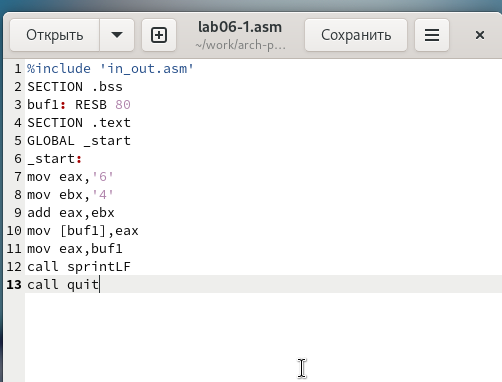 Открыть
lab06-1.asm
~/work/arch-p...
Сохранить
1 %include 'in_out.asm'
2 SECTION .bss
3 buf1: RESB 80
4 SECTION .text
5 GLOBAL _start
6 _start:
7 mov eax,'6'
8 mov ebx,'4'
9 add eax,ebx
10 mov [buf1],eax
11 mov eax,buf1
12 call sprintLF
13 call quit